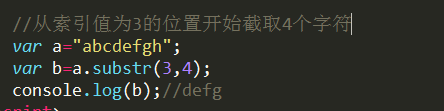 //从索引值为3的位置开始截取4个字符
var a="abcdefgh";
var b=a.substr(3,4);
console.log(b);//defg